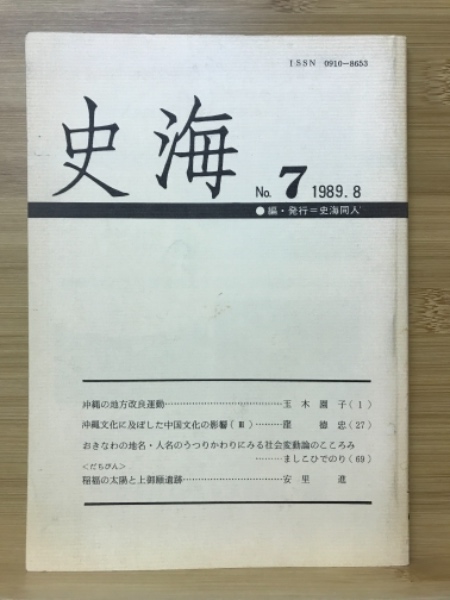 ISSN 0910-8653
史海
No. 7 1989.8
●編・発行=史海同人
沖縄の地方改良運動……………………………玉木園子(1)
沖縄文化に及ぼした中国文化の影響(Ⅲ)………龍徳忠(27)
おきなわの地名・人名のうつりかわりにみる社会変動論のこころみ
………ましこひでのり(69)
<だちびん>
稲福の太陽と上御願遺跡……………………安里進